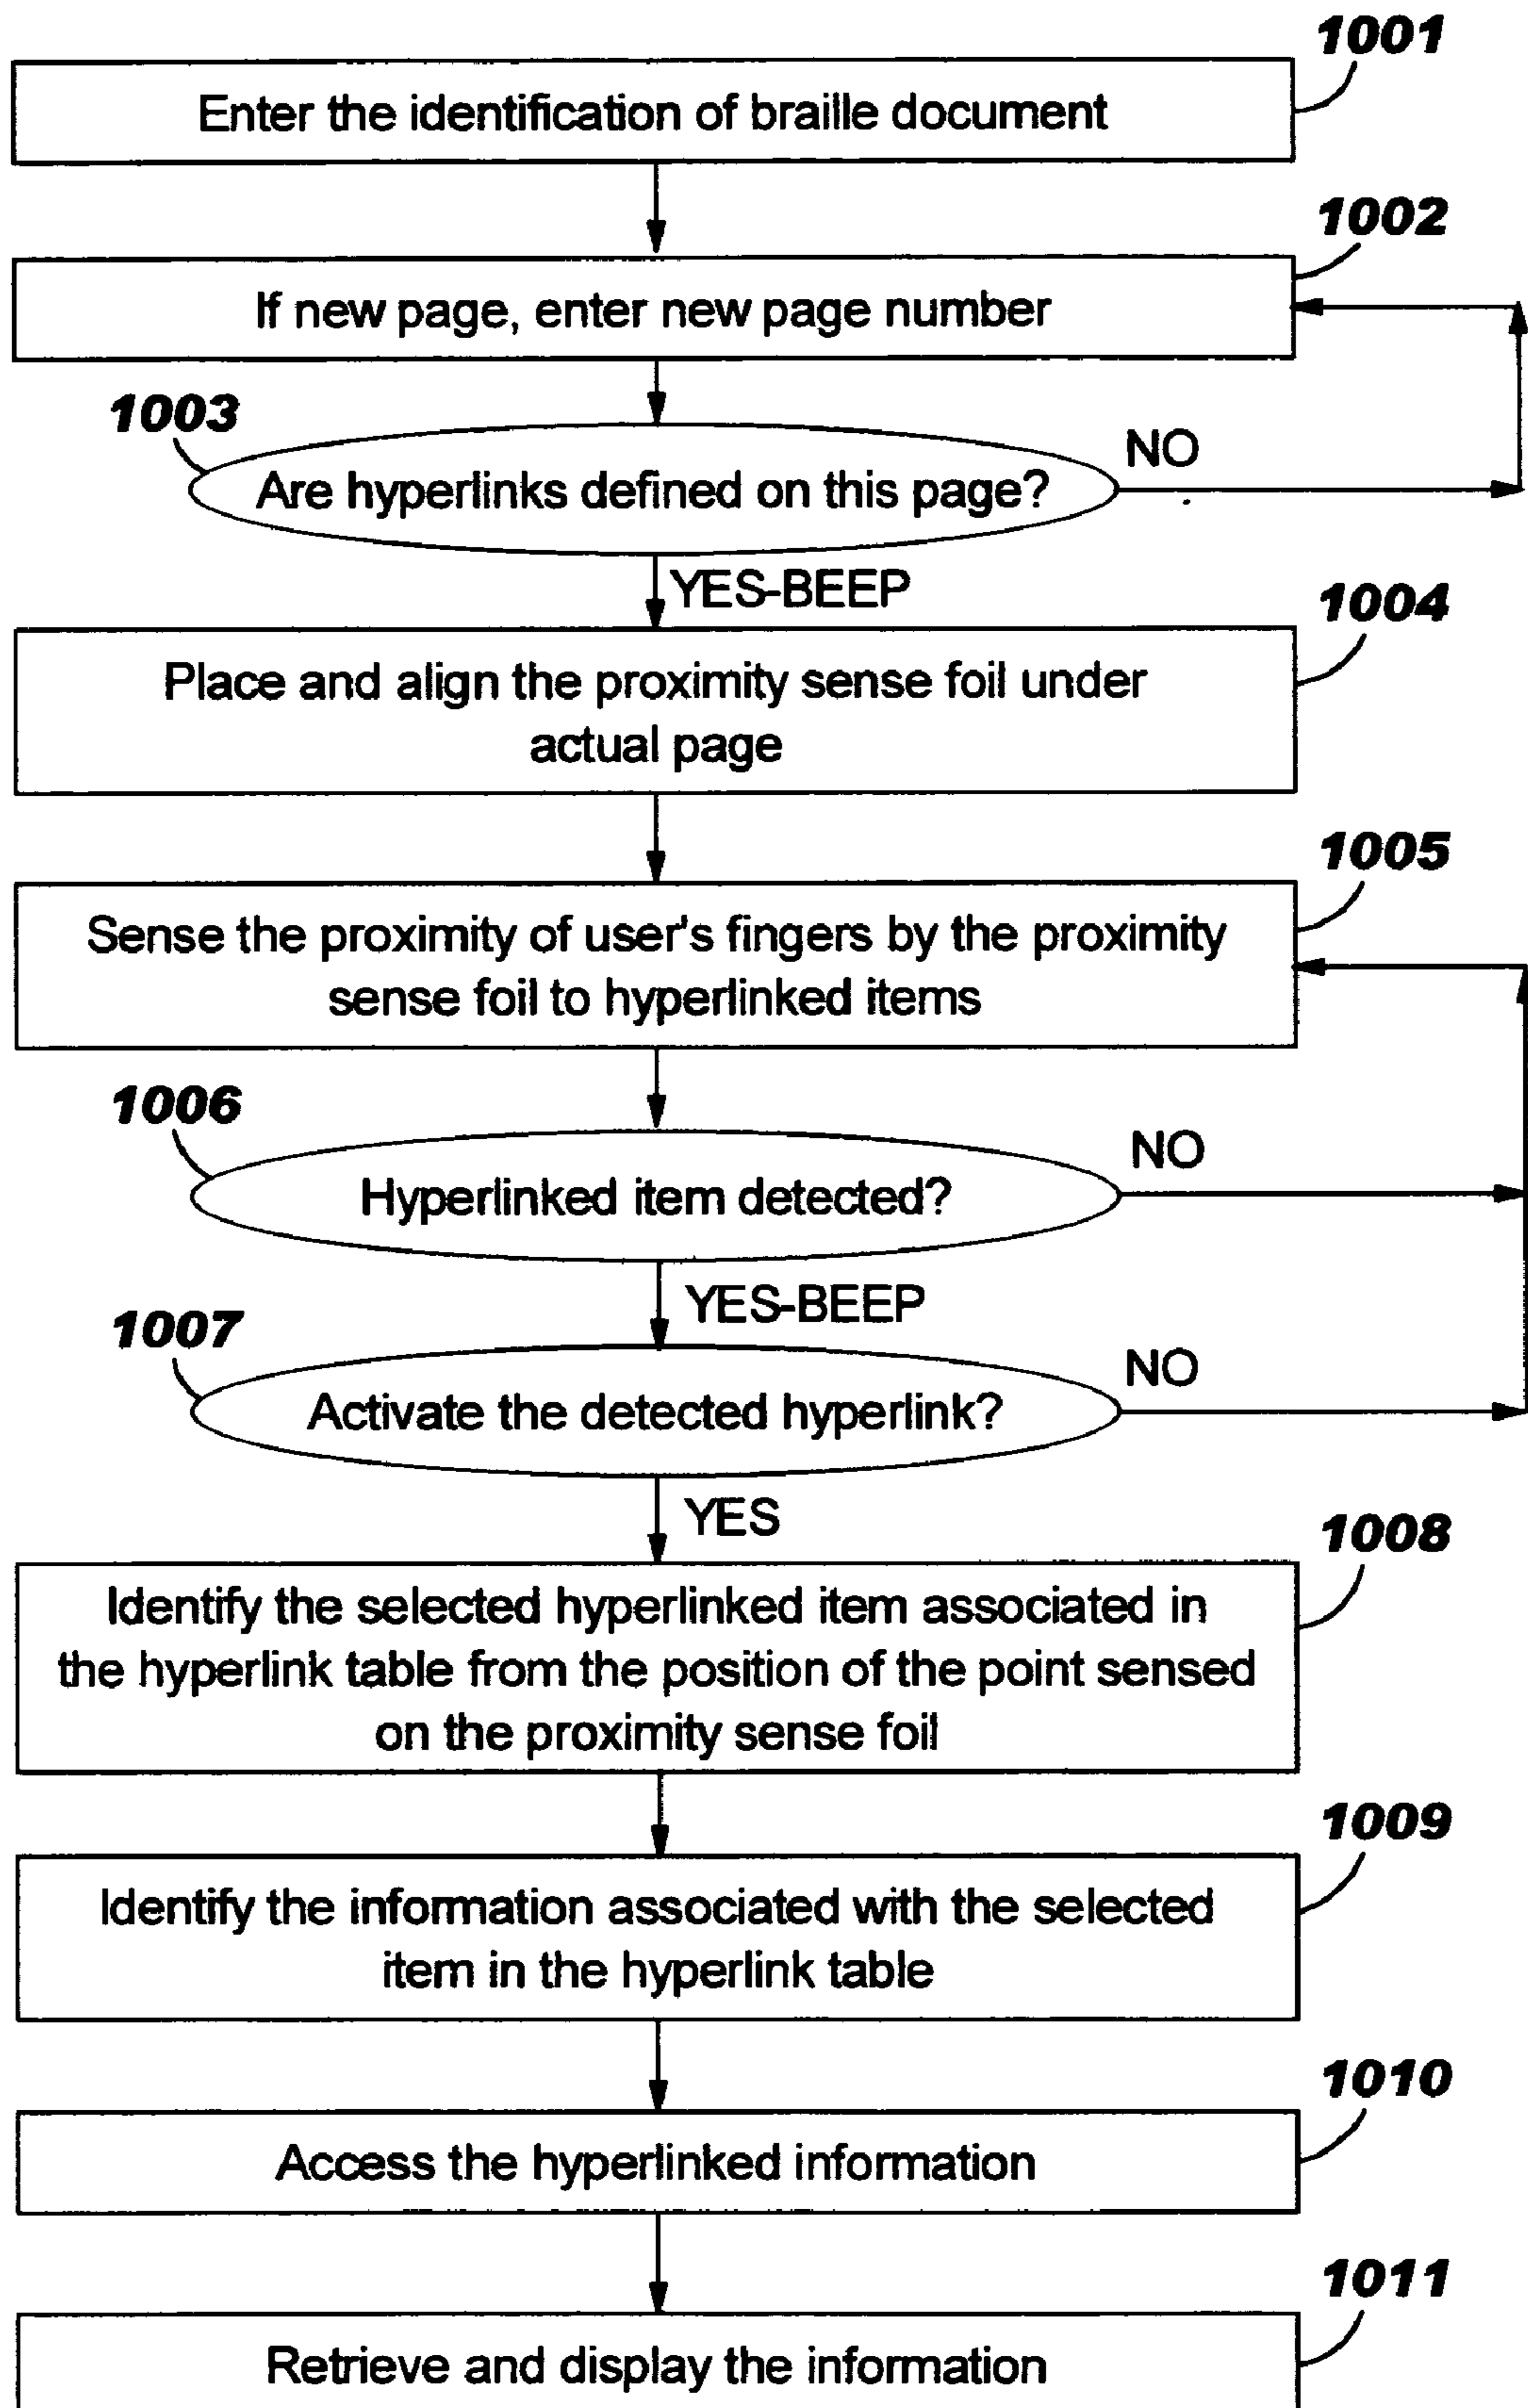 1001
Enter the identification of braille document
1002
If new page, enter new page number
1003
Are hyperlinks defined on this page?
NO
YES-BEEP
1004
Place and align the proximity sense foil under
actual page
1005
Sense the proximity of user's fingers by the proximity
sense foil to hyperlinked items
1006
Hyperlinked item detected?
NO
YES-BEEP
1007
Activate the detected hyperlink?
NO
YES
1008
Identify the selected hyperlinked item associated in
the hyperlink table from the position of the point sensed
on the proximity sense foil
1009
Identify the information associated with the selected
item in the hyperlink table
1010
Access the hyperlinked information
1011
Retrieve and display the information